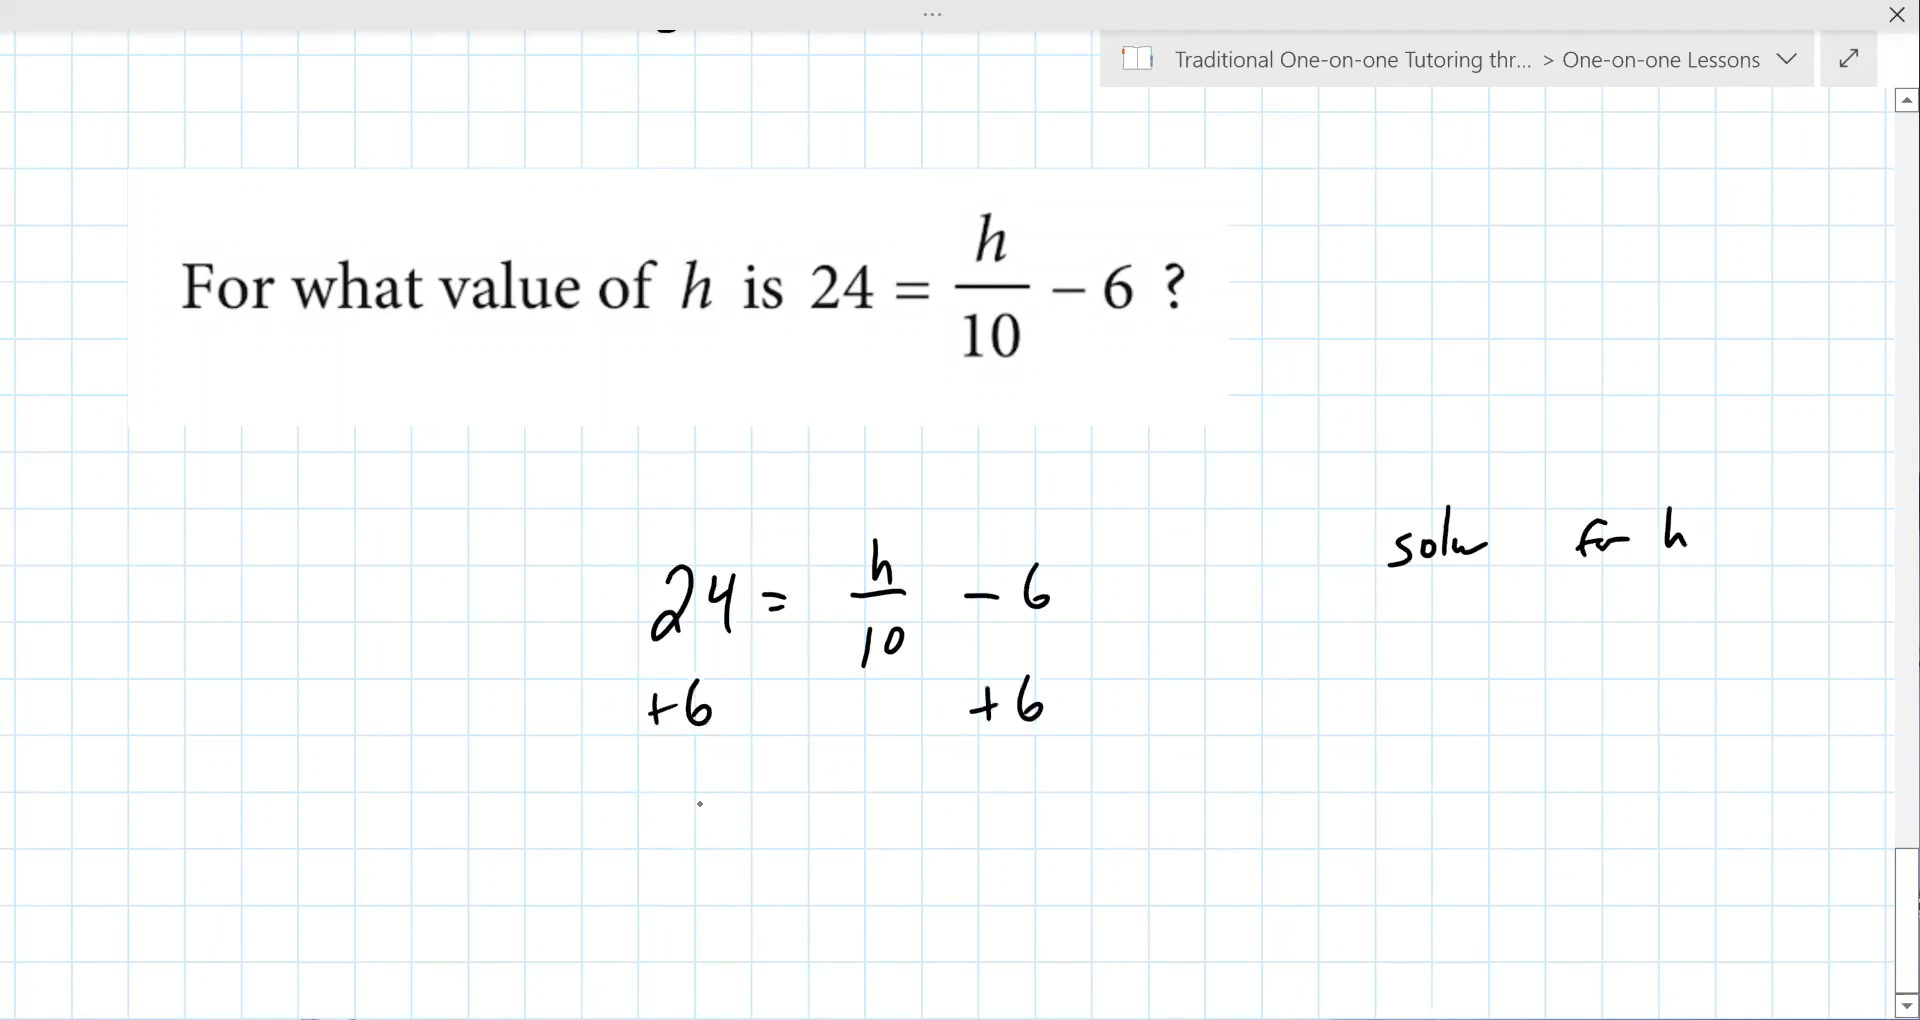 ...
Traditional One-on-one Tutoring thr... > One-on-one Lessons
For what value of h is 24 = h/10 − 6 ?
solve for h
24 = h/10 − 6
+6 +6